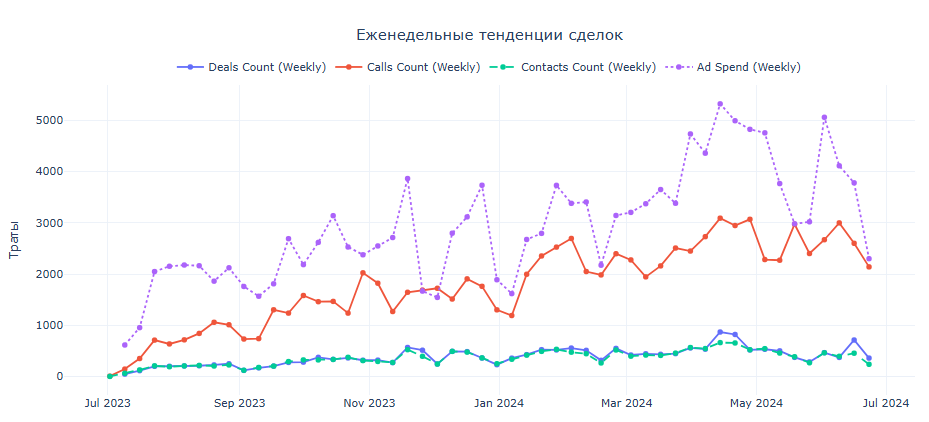 Еженедельные тенденции сделок
Deals Count (Weekly) Calls Count (Weekly) Contacts Count (Weekly) Ad Spend (Weekly)
Траты
5000
4000
3000
2000
1000
0
Jul 2023 Sep 2023 Nov 2023 Jan 2024 Mar 2024 May 2024 Jul 2024